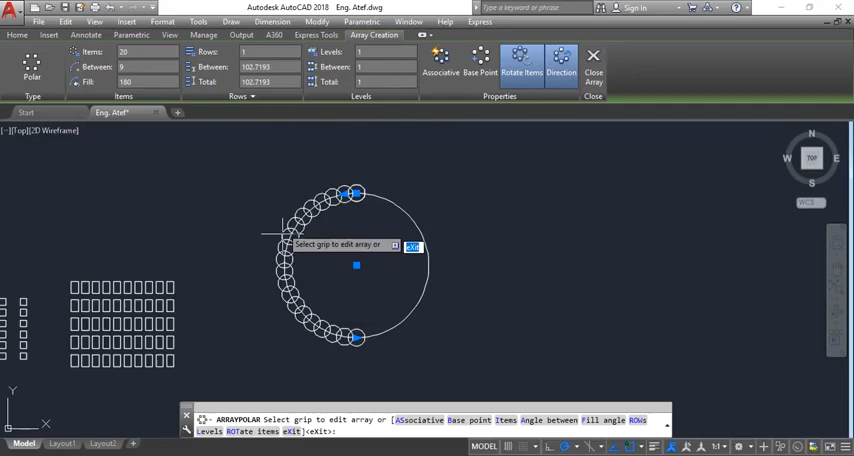 Autodesk AutoCAD 2018    Eng. Atef.dwg
Type a keyword or phrase
Sign In
File Edit View Insert Format Tools Draw Dimension Modify Parametric Window Help Express
Home Insert Annotate Parametric View Manage Output A360 Express Tools Array Creation
Items: 20 Rows: 1 Levels: 1
Between: 9 Between: 102.7193 Between: 1
Fill: 180 Total: 102.7193 Total: 1
Polar
Associative Base Point Rotate Items Direction Close Array
Type Items Rows Levels Properties Close
Start Eng. Atef*
[−][Top][2D Wireframe]
N
W TOP E
S
WCS
Select grip to edit array or eXit
Y
X
ARRAYPOLAR Select grip to edit array or [ASsociative Base point Items Angle between Fill angle ROWs
Levels ROTate items eXit]<eXit>:
Model Layout1 Layout2 +
MODEL 1:1